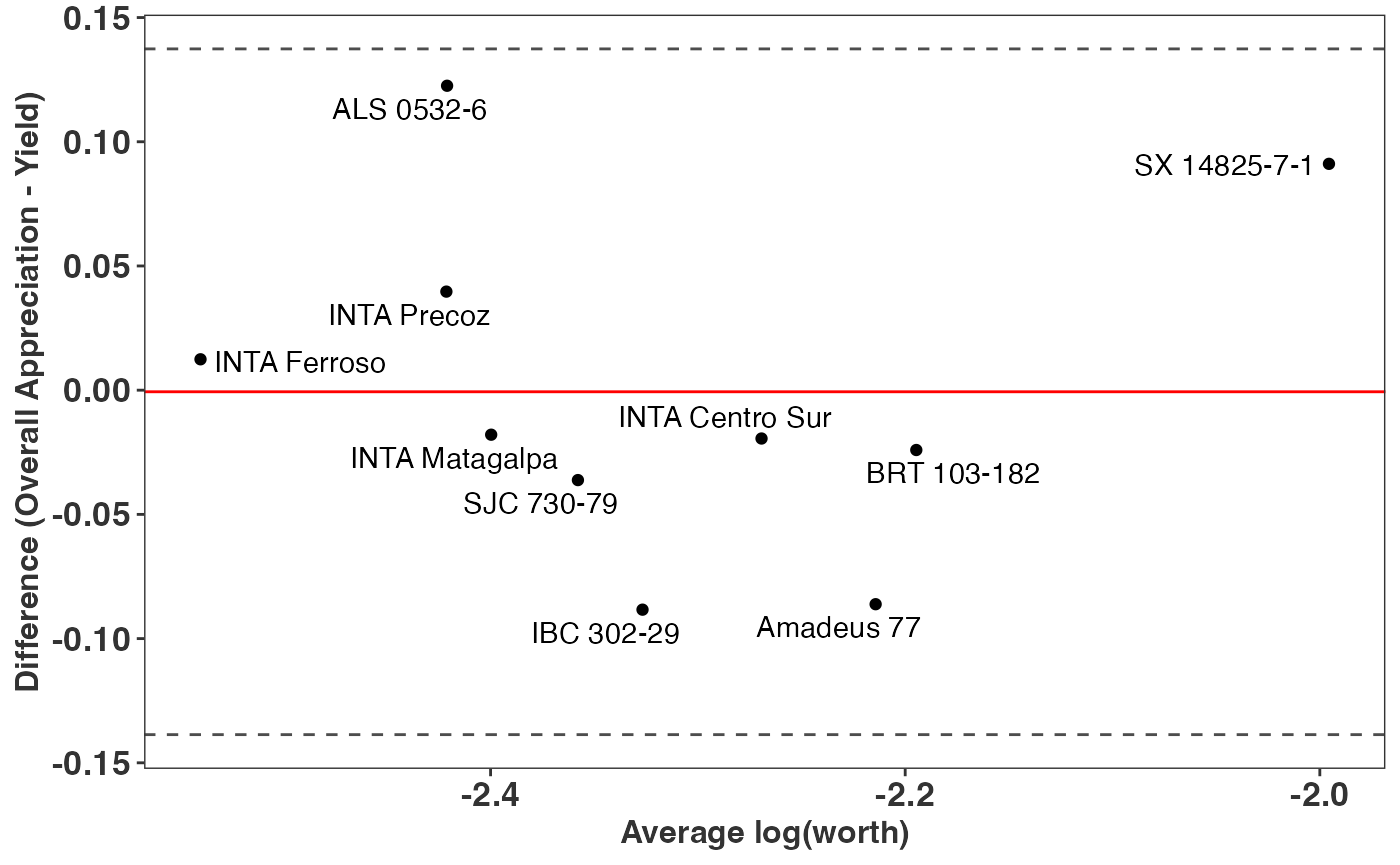 Difference (Overall Appreciation - Yield)
0.15
0.10
0.05
0.00
-0.05
-0.10
-0.15
ALS 0532-6
SX 14825-7-1
INTA Precoz
INTA Ferroso
INTA Centro Sur
INTA Matagalpa
BRT 103-182
SJC 730-79
IBC 302-29
Amadeus 77
-2.4
-2.2
-2.0
Average log(worth)